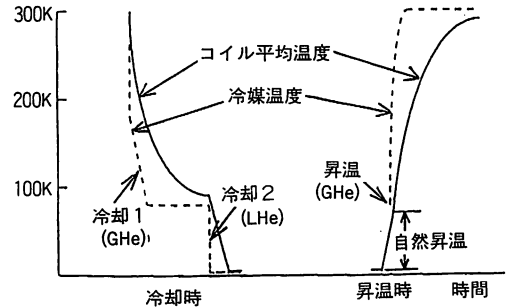 300K
コイル平均温度
冷媒温度
200K
昇温
(GHe)
100K
冷却1
(GHe)
冷却2
(LHe)
自然昇温
冷却時
昇温時
時間